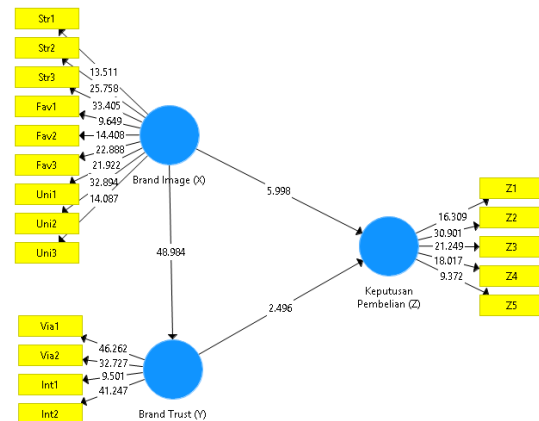 Str1
Str2
Str3
Fav1
Fav2
Fav3
Uni1
Uni2
Uni3
13.511
25.758
33.405
9.649
14.408
22.888
21.922
32.894
14.087
Brand Image (X)
5.998
48.984
2.496
Z1
Z2
Z3
Z4
Z5
16.309
30.901
21.249
18.017
9.372
Keputusan
Pembelian (Z)
Via1
Via2
Int1
Int2
46.262
32.727
9.501
41.247
Brand Trust (Y)